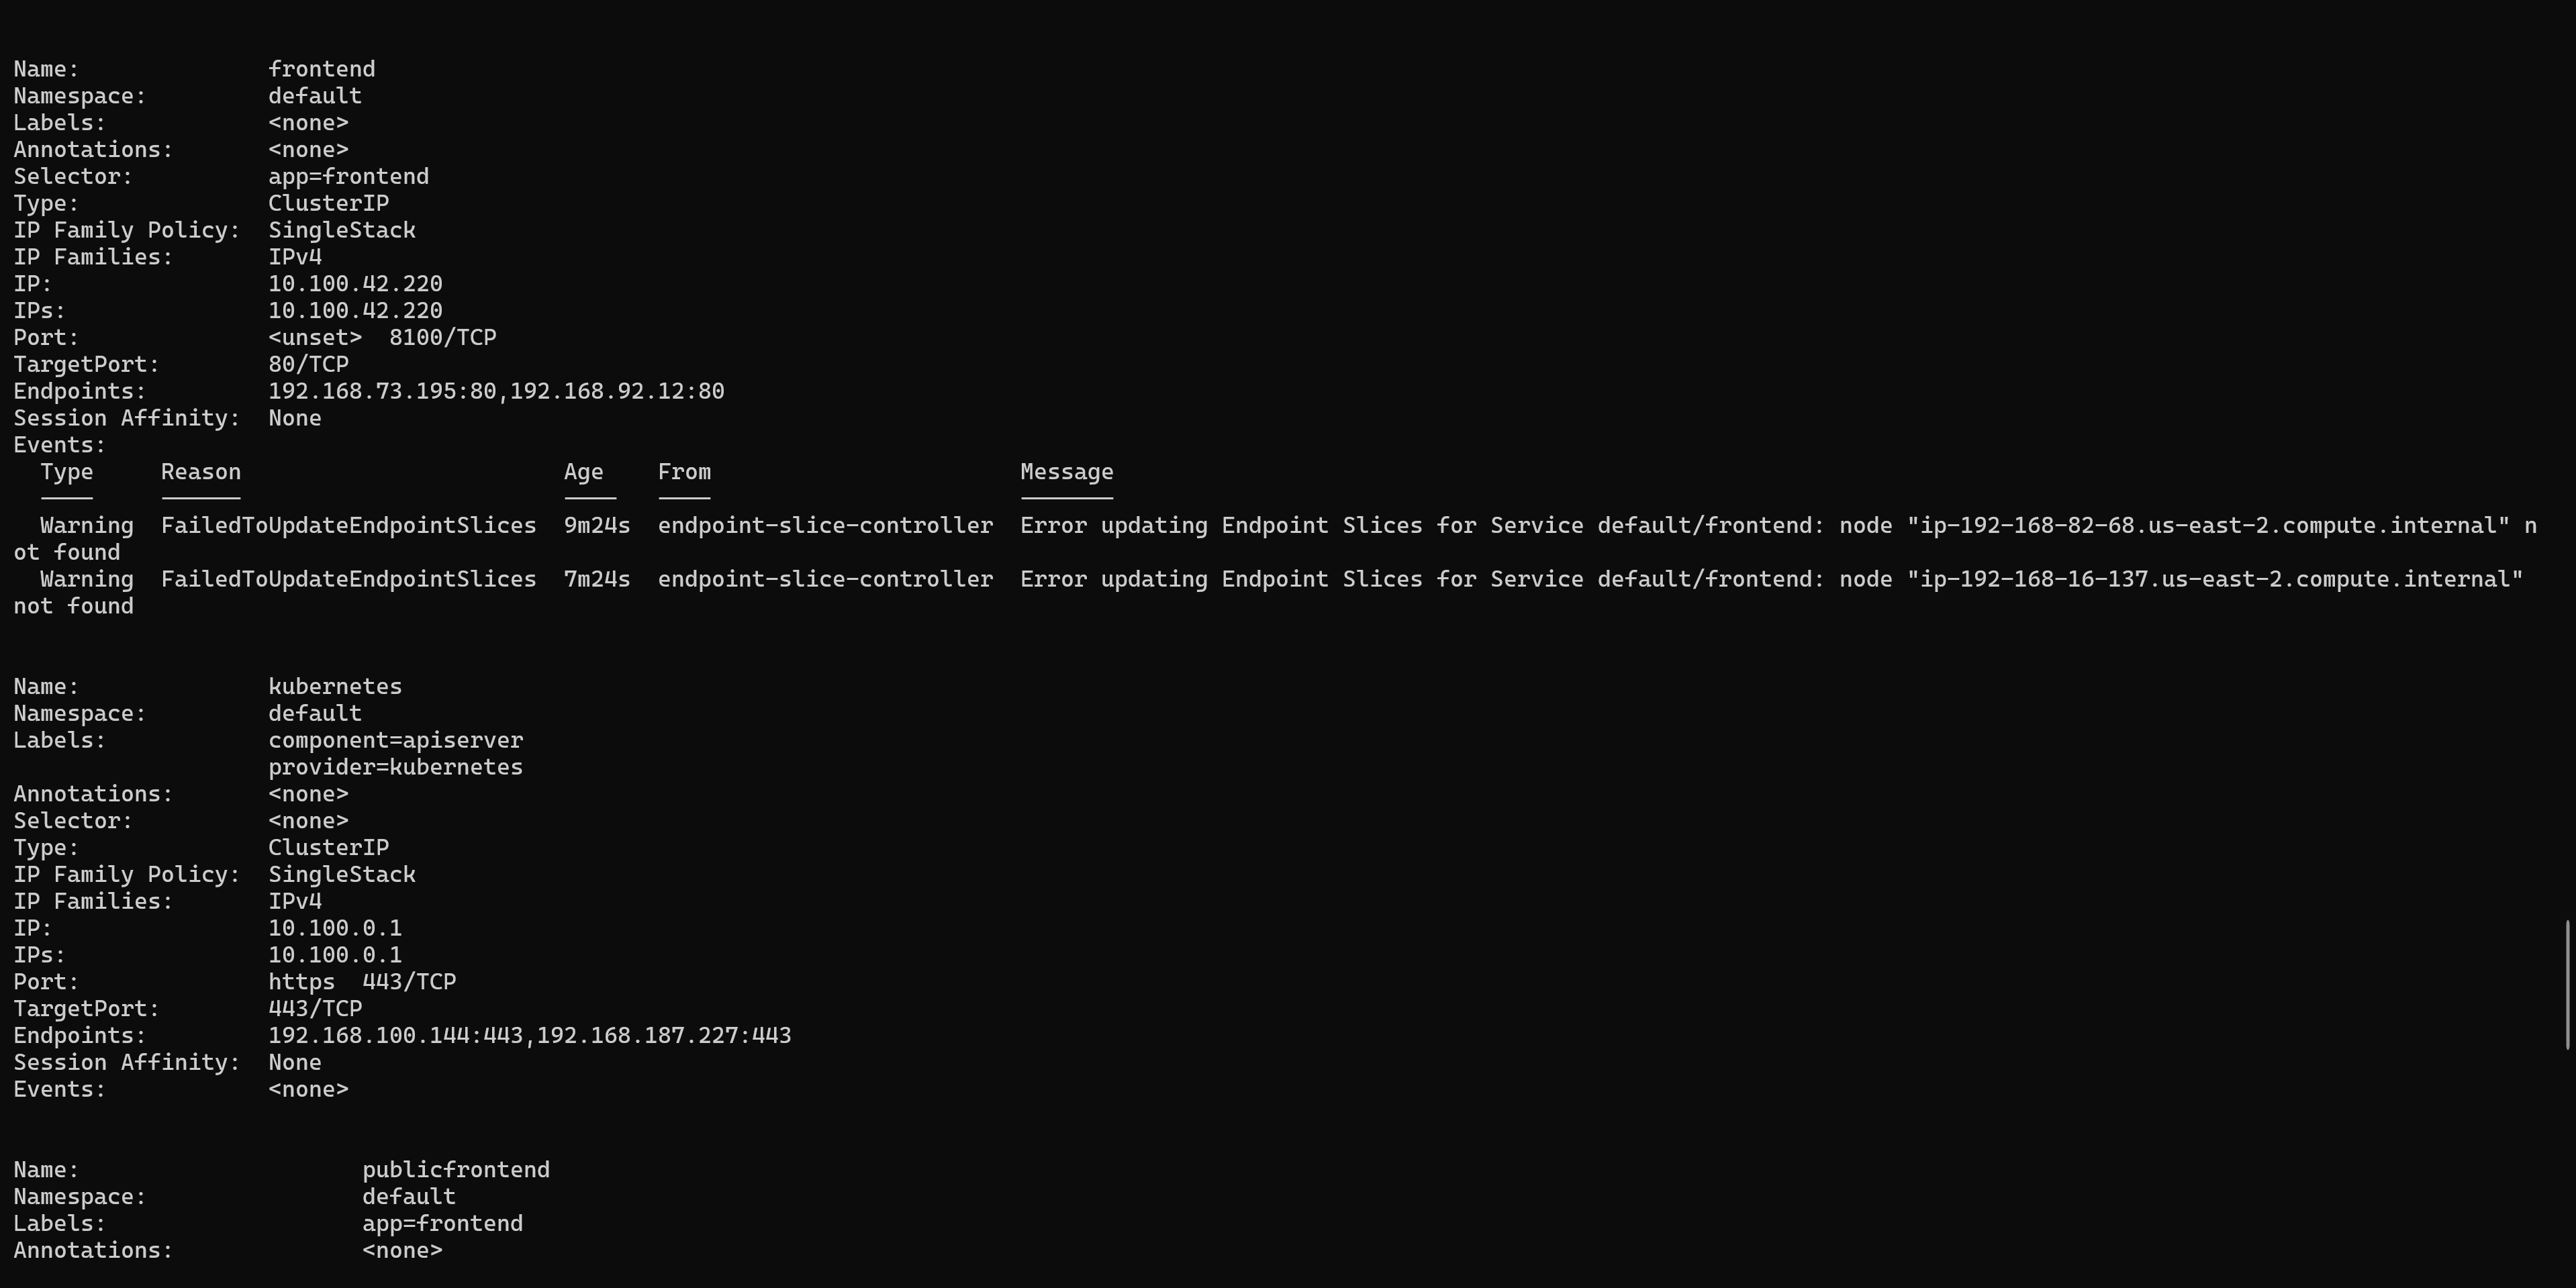 Name:              frontend
Namespace:         default
Labels:            <none>
Annotations:       <none>
Selector:          app=frontend
Type:              ClusterIP
IP Family Policy:  SingleStack
IP Families:       IPv4
IP:                10.100.42.220
IPs:               10.100.42.220
Port:              <unset>  8100/TCP
TargetPort:        80/TCP
Endpoints:         192.168.73.195:80,192.168.92.12:80
Session Affinity:  None
Events:
  Type     Reason                        Age    From                       Message
  ----     ------                        ----   ----                       -------
  Warning  FailedToUpdateEndpointSlices  9m24s  endpoint-slice-controller  Error updating Endpoint Slices for Service default/frontend: node "ip-192-168-82-68.us-east-2.compute.internal" n
ot found
  Warning  FailedToUpdateEndpointSlices  7m24s  endpoint-slice-controller  Error updating Endpoint Slices for Service default/frontend: node "ip-192-168-16-137.us-east-2.compute.internal"
not found
Name:              kubernetes
Namespace:         default
Labels:            component=apiserver
                   provider=kubernetes
Annotations:       <none>
Selector:          <none>
Type:              ClusterIP
IP Family Policy:  SingleStack
IP Families:       IPv4
IP:                10.100.0.1
IPs:               10.100.0.1
Port:              https  443/TCP
TargetPort:        443/TCP
Endpoints:         192.168.100.144:443,192.168.187.227:443
Session Affinity:  None
Events:            <none>
Name:                     publicfrontend
Namespace:                default
Labels:                   app=frontend
Annotations:              <none>